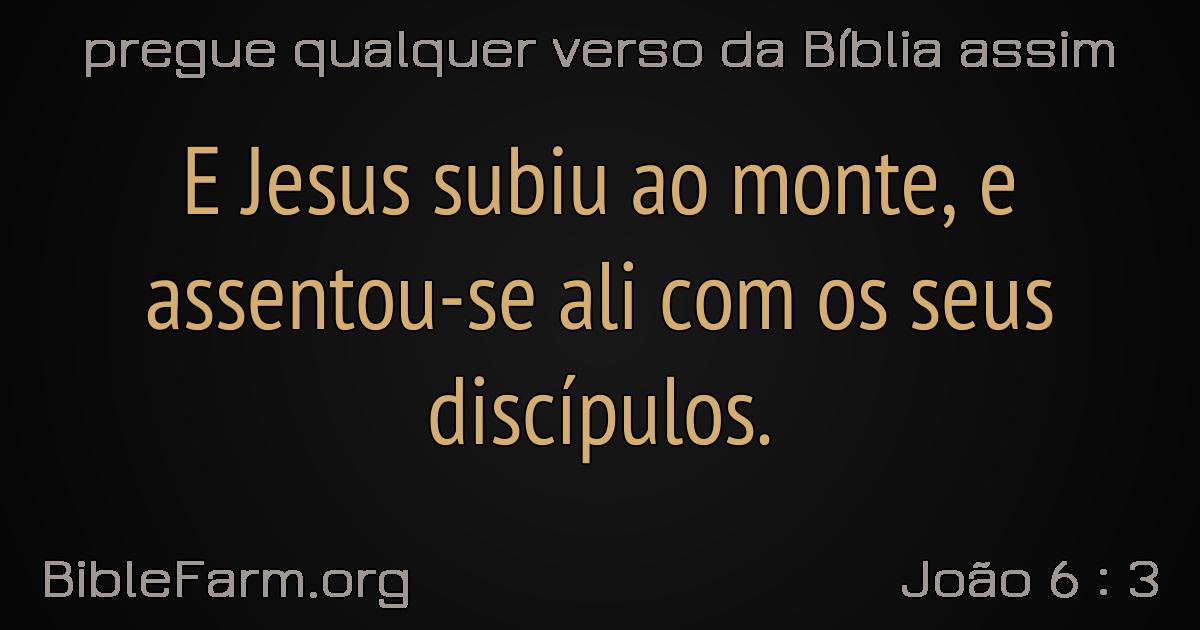 pregue qualquer verso da Bíblia assim
E Jesus subiu ao monte, e
assentou-se ali com os seus
discípulos.
BibleFarm.org
João 6 : 3